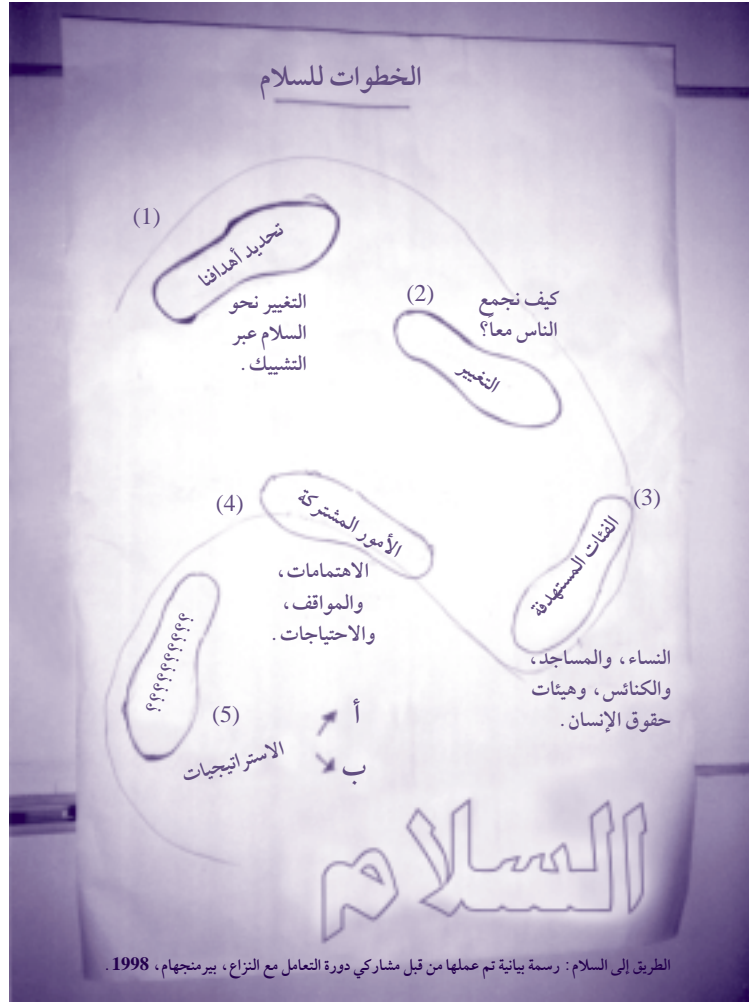 الخطوات للسلام
(1)
تحديد أهدافنا
التغيير نحو
السلام عبر
التشييك .
(2)
كيف نجمع
الناس معاً؟
التغيير
(3)
الفئات المستهدفة
النساء، والمساجد،
والكنائس، وهيئات
حقوق الإنسان .
(4)
الأمور المشتركة
الاهتمامات،
والمواقف،
والاحتياجات .
؟؟؟؟؟؟؟؟؟؟
(5)
الاستراتيجيات
أ
ب
السلام
الطريق إلى السلام : رسمة بيانية تم عملها من قبل مشاركي دورة التعامل مع النزاع، بيرمنجهام، 1998 .